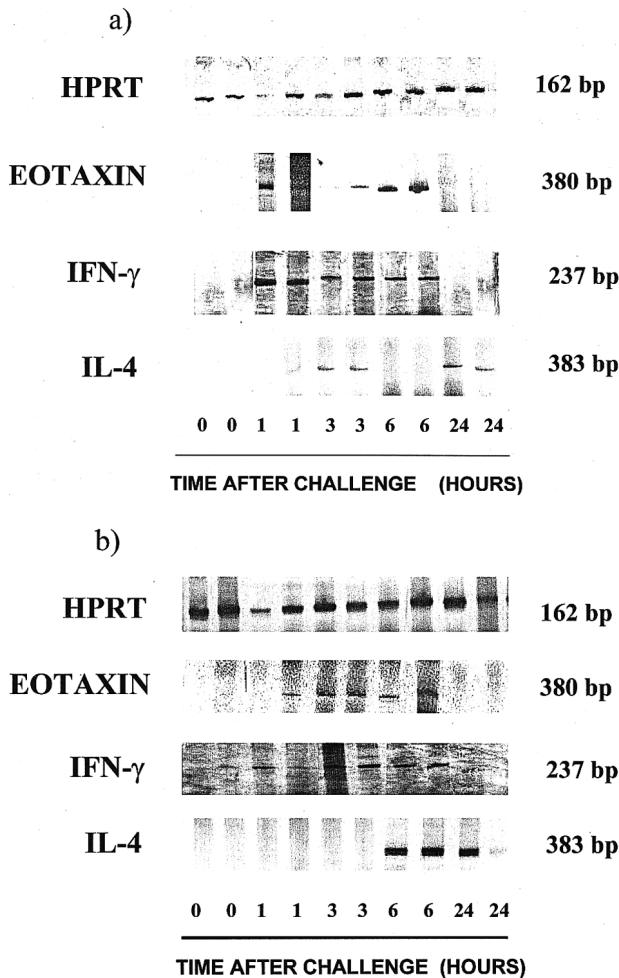 a)
HPRT 162 bp
EOTAXIN 380 bp
IFN-γ 237 bp
IL-4 383 bp
0 0 1 1 3 3 6 6 24 24
TIME AFTER CHALLENGE (HOURS)
b)
HPRT 162 bp
EOTAXIN 380 bp
IFN-γ 237 bp
IL-4 383 bp
0 0 1 1 3 3 6 6 24 24
TIME AFTER CHALLENGE (HOURS)